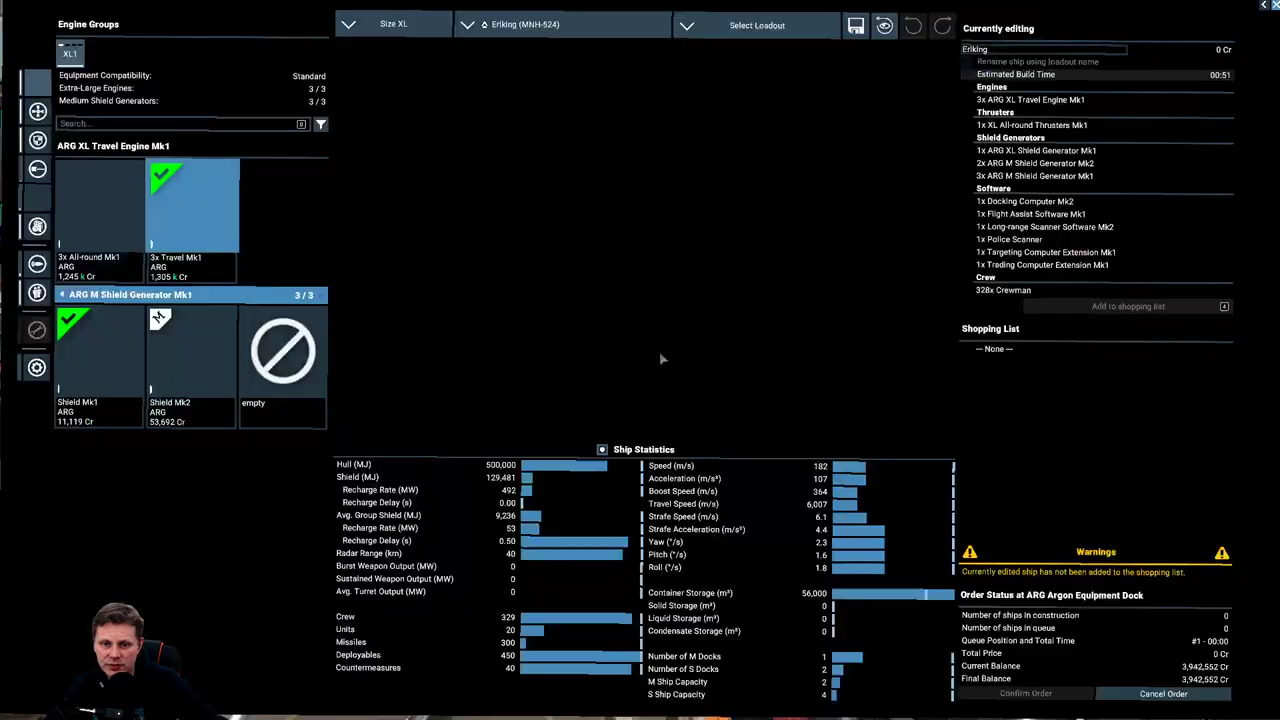 Engine Groups
XL1
Equipment Compatibility: Standard
Extra-Large Engines: 3 / 3
Medium Shield Generators: 3 / 3
Search...
ARG XL Travel Engine Mk1
3x All-round Mk1
ARG
1,245 k Cr
3x Travel Mk1
ARG
1,305 k Cr
ARG M Shield Generator Mk1 3 / 3
M
Shield Mk1
ARG
11,119 Cr
Shield Mk2
ARG
53,692 Cr
empty
Size XL
Erlking (MNH-524)
Select Loadout
Ship Statistics
Hull (MJ) 500,000
Shield (MJ) 129,481
Recharge Rate (MW) 492
Recharge Delay (s) 0.00
Avg. Group Shield (MJ) 9,236
Recharge Rate (MW) 53
Recharge Delay (s) 0.50
Radar Range (km) 40
Burst Weapon Output (MW) 0
Sustained Weapon Output (MW) 0
Avg. Turret Output (MW) 0
Crew 329
Units 20
Missiles 300
Deployables 450
Countermeasures 40
Speed (m/s) 182
Acceleration (m/s²) 107
Boost Speed (m/s) 364
Travel Speed (m/s) 6,007
Strafe Speed (m/s) 6.1
Strafe Acceleration (m/s²) 4.4
Yaw (°/s) 2.3
Pitch (°/s) 1.6
Roll (°/s) 1.8
Container Storage (m³) 56,000
Solid Storage (m³) 0
Liquid Storage (m³) 0
Condensate Storage (m³) 0
Number of M Docks 1
Number of S Docks 2
M Ship Capacity 2
S Ship Capacity 4
Currently editing
Erlking 0 Cr
Rename ship using loadout name
Estimated Build Time 00:51
Engines
3x ARG XL Travel Engine Mk1
Thrusters
1x XL All-round Thrusters Mk1
Shield Generators
1x ARG XL Shield Generator Mk1
2x ARG M Shield Generator Mk2
3x ARG M Shield Generator Mk1
Software
1x Docking Computer Mk2
1x Flight Assist Software Mk1
1x Long-range Scanner Software Mk2
1x Police Scanner
1x Targeting Computer Extension Mk1
1x Trading Computer Extension Mk1
Crew
328x Crewman
Add to shopping list
Shopping List
— None —
Warnings
Currently edited ship has not been added to the shopping list.
Order Status at ARG Argon Equipment Dock
Number of ships in construction 0
Number of ships in queue 0
Queue Position and Total Time #1 - 00:00
Total Price 0 Cr
Current Balance 3,942,552 Cr
Final Balance 3,942,552 Cr
Confirm Order
Cancel Order